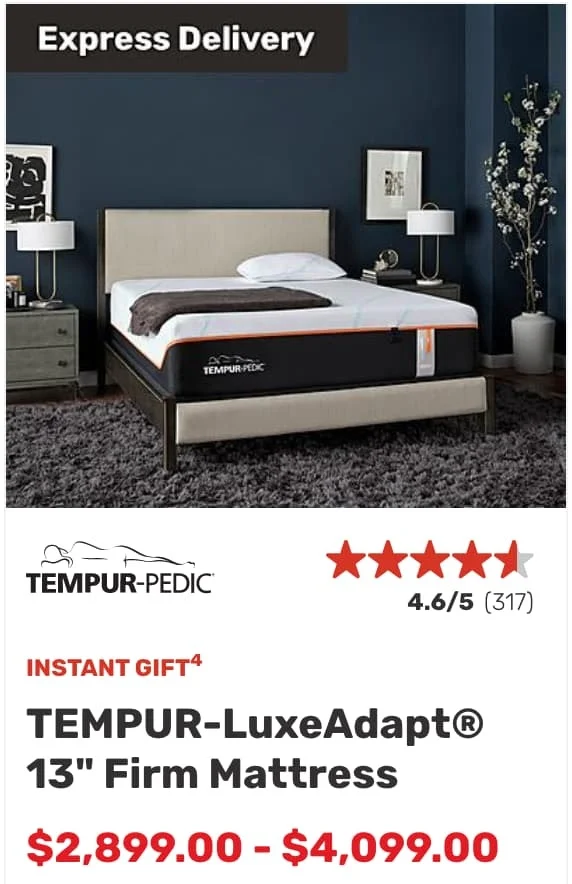 Express Delivery
TEMPUR-PEDIC
TEMPUR-PEDIC
4.6/5 (317)
INSTANT GIFT⁴
TEMPUR-LuxeAdapt®
13" Firm Mattress
$2,899.00 - $4,099.00